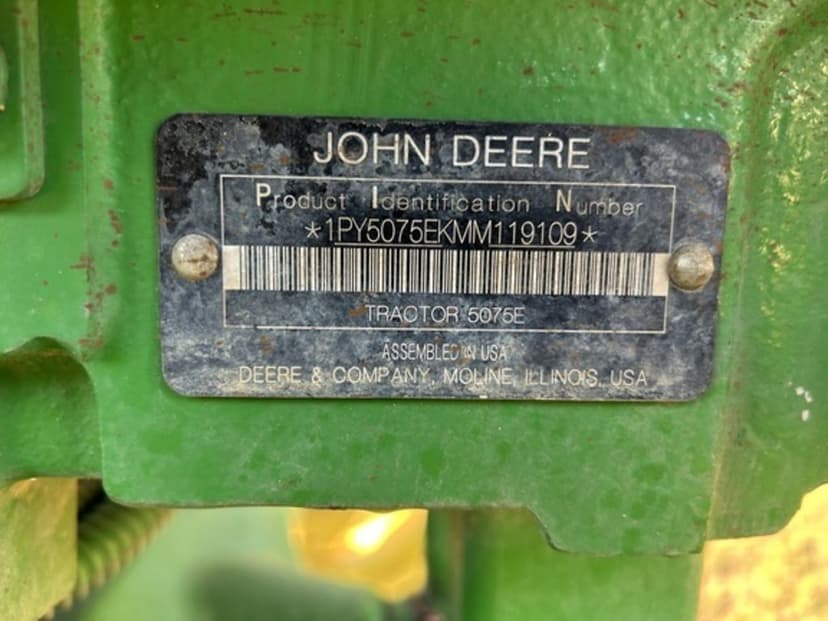 JOHN DEERE
Product Identification Number
*1PY5075EKMM119109*
TRACTOR 5075E
ASSEMBLED IN USA
DEERE & COMPANY, MOLINE, ILLINOIS, USA